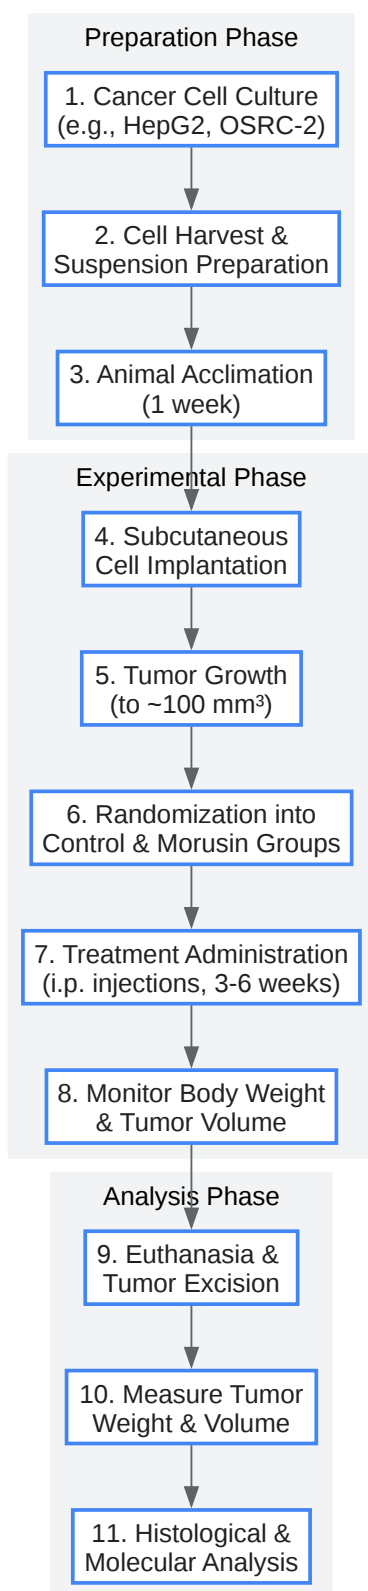 Preparation Phase
1. Cancer Cell Culture
(e.g., HepG2, OSRC-2)
2. Cell Harvest &
Suspension Preparation
3. Animal Acclimation
(1 week)
Experimental Phase
4. Subcutaneous
Cell Implantation
5. Tumor Growth
(to ~100 mm³)
6. Randomization into
Control & Morusin Groups
7. Treatment Administration
(i.p. injections, 3-6 weeks)
8. Monitor Body Weight
& Tumor Volume
Analysis Phase
9. Euthanasia &
Tumor Excision
10. Measure Tumor
Weight & Volume
11. Histological &
Molecular Analysis